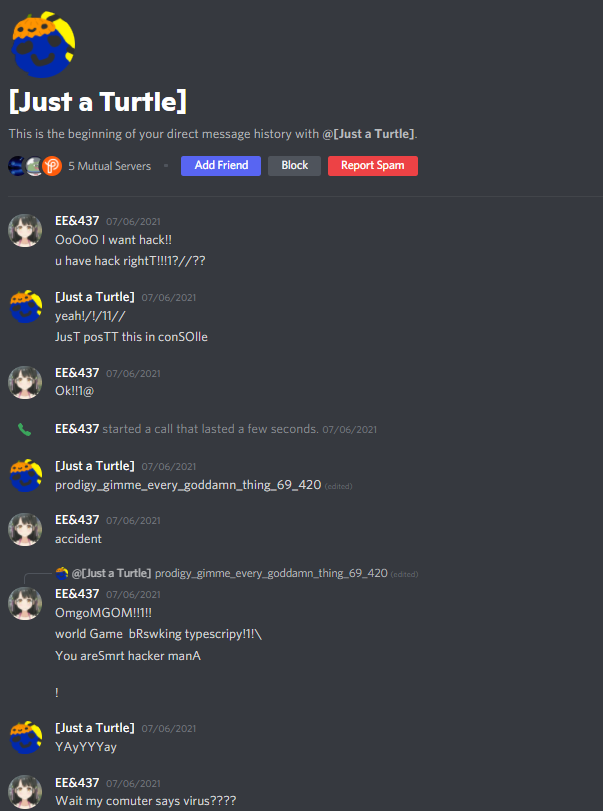 [Just a Turtle]
This is the beginning of your direct message history with @[Just a Turtle].
5 Mutual Servers • Add Friend Block Report Spam
EE&437 07/06/2021
OoOoO I want hack!!
u have hack rightT!!!1?//??
[Just a Turtle] 07/06/2021
yeah!/!/11//
JusT posTT this in conSOlle
EE&437 07/06/2021
Ok!!1@
EE&437 started a call that lasted a few seconds. 07/06/2021
[Just a Turtle] 07/06/2021
prodigy_gimme_every_goddamn_thing_69_420 (edited)
EE&437 07/06/2021
accident
@[Just a Turtle] prodigy_gimme_every_goddamn_thing_69_420 (edited)
EE&437 07/06/2021
OmgoMGOM!!1!!
world Game bRswking typescripy!1!\
You areSmrt hacker manA
!
[Just a Turtle] 07/06/2021
YAyYYYay
EE&437 07/06/2021
Wait my comuter says virus????